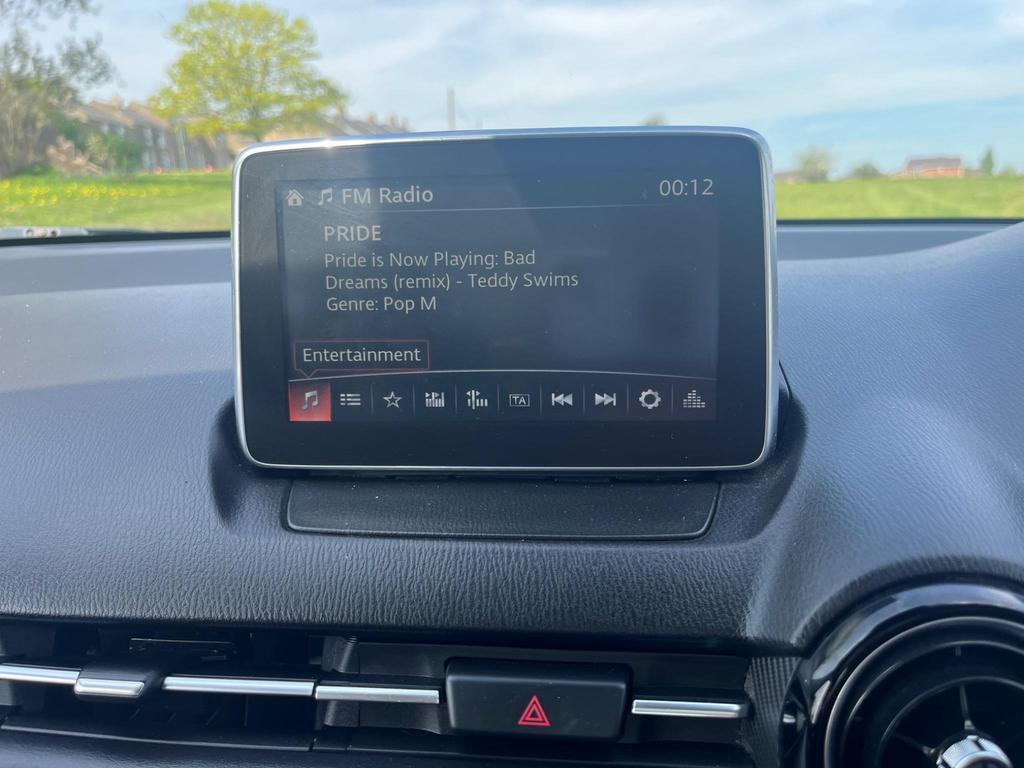 FM Radio
00:12
PRIDE
Pride is Now Playing: Bad
Dreams (remix) - Teddy Swims
Genre: Pop M
Entertainment
TA